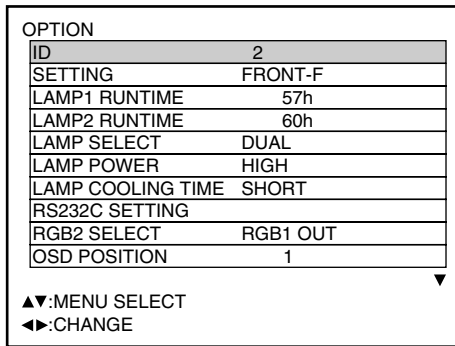 OPTION
ID 2
SETTING FRONT-F
LAMP1 RUNTIME 57h
LAMP2 RUNTIME 60h
LAMP SELECT DUAL
LAMP POWER HIGH
LAMP COOLING TIME SHORT
RS232C SETTING
RGB2 SELECT RGB1 OUT
OSD POSITION 1
▼
▲▼:MENU SELECT
◀▶:CHANGE